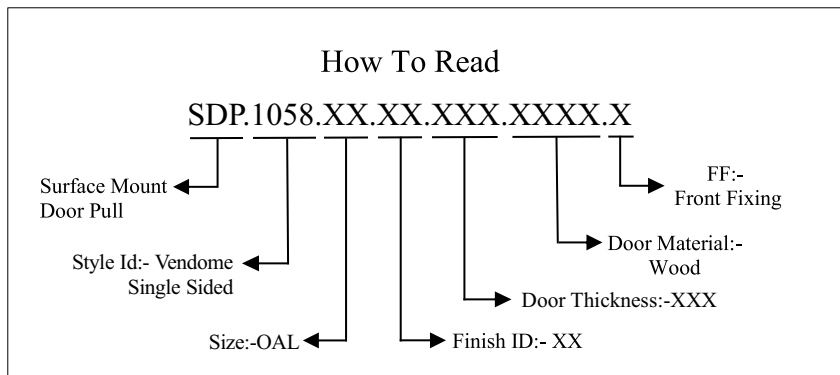 How To Read
SDP.1058.XX.XX.XXX.XXXX.X
Surface Mount
Door Pull
FF:-
Front Fixing
Style Id:- Vendome
Single Sided
Door Material:-
Wood
Door Thickness:-XXX
Size:-OAL
Finish ID:- XX